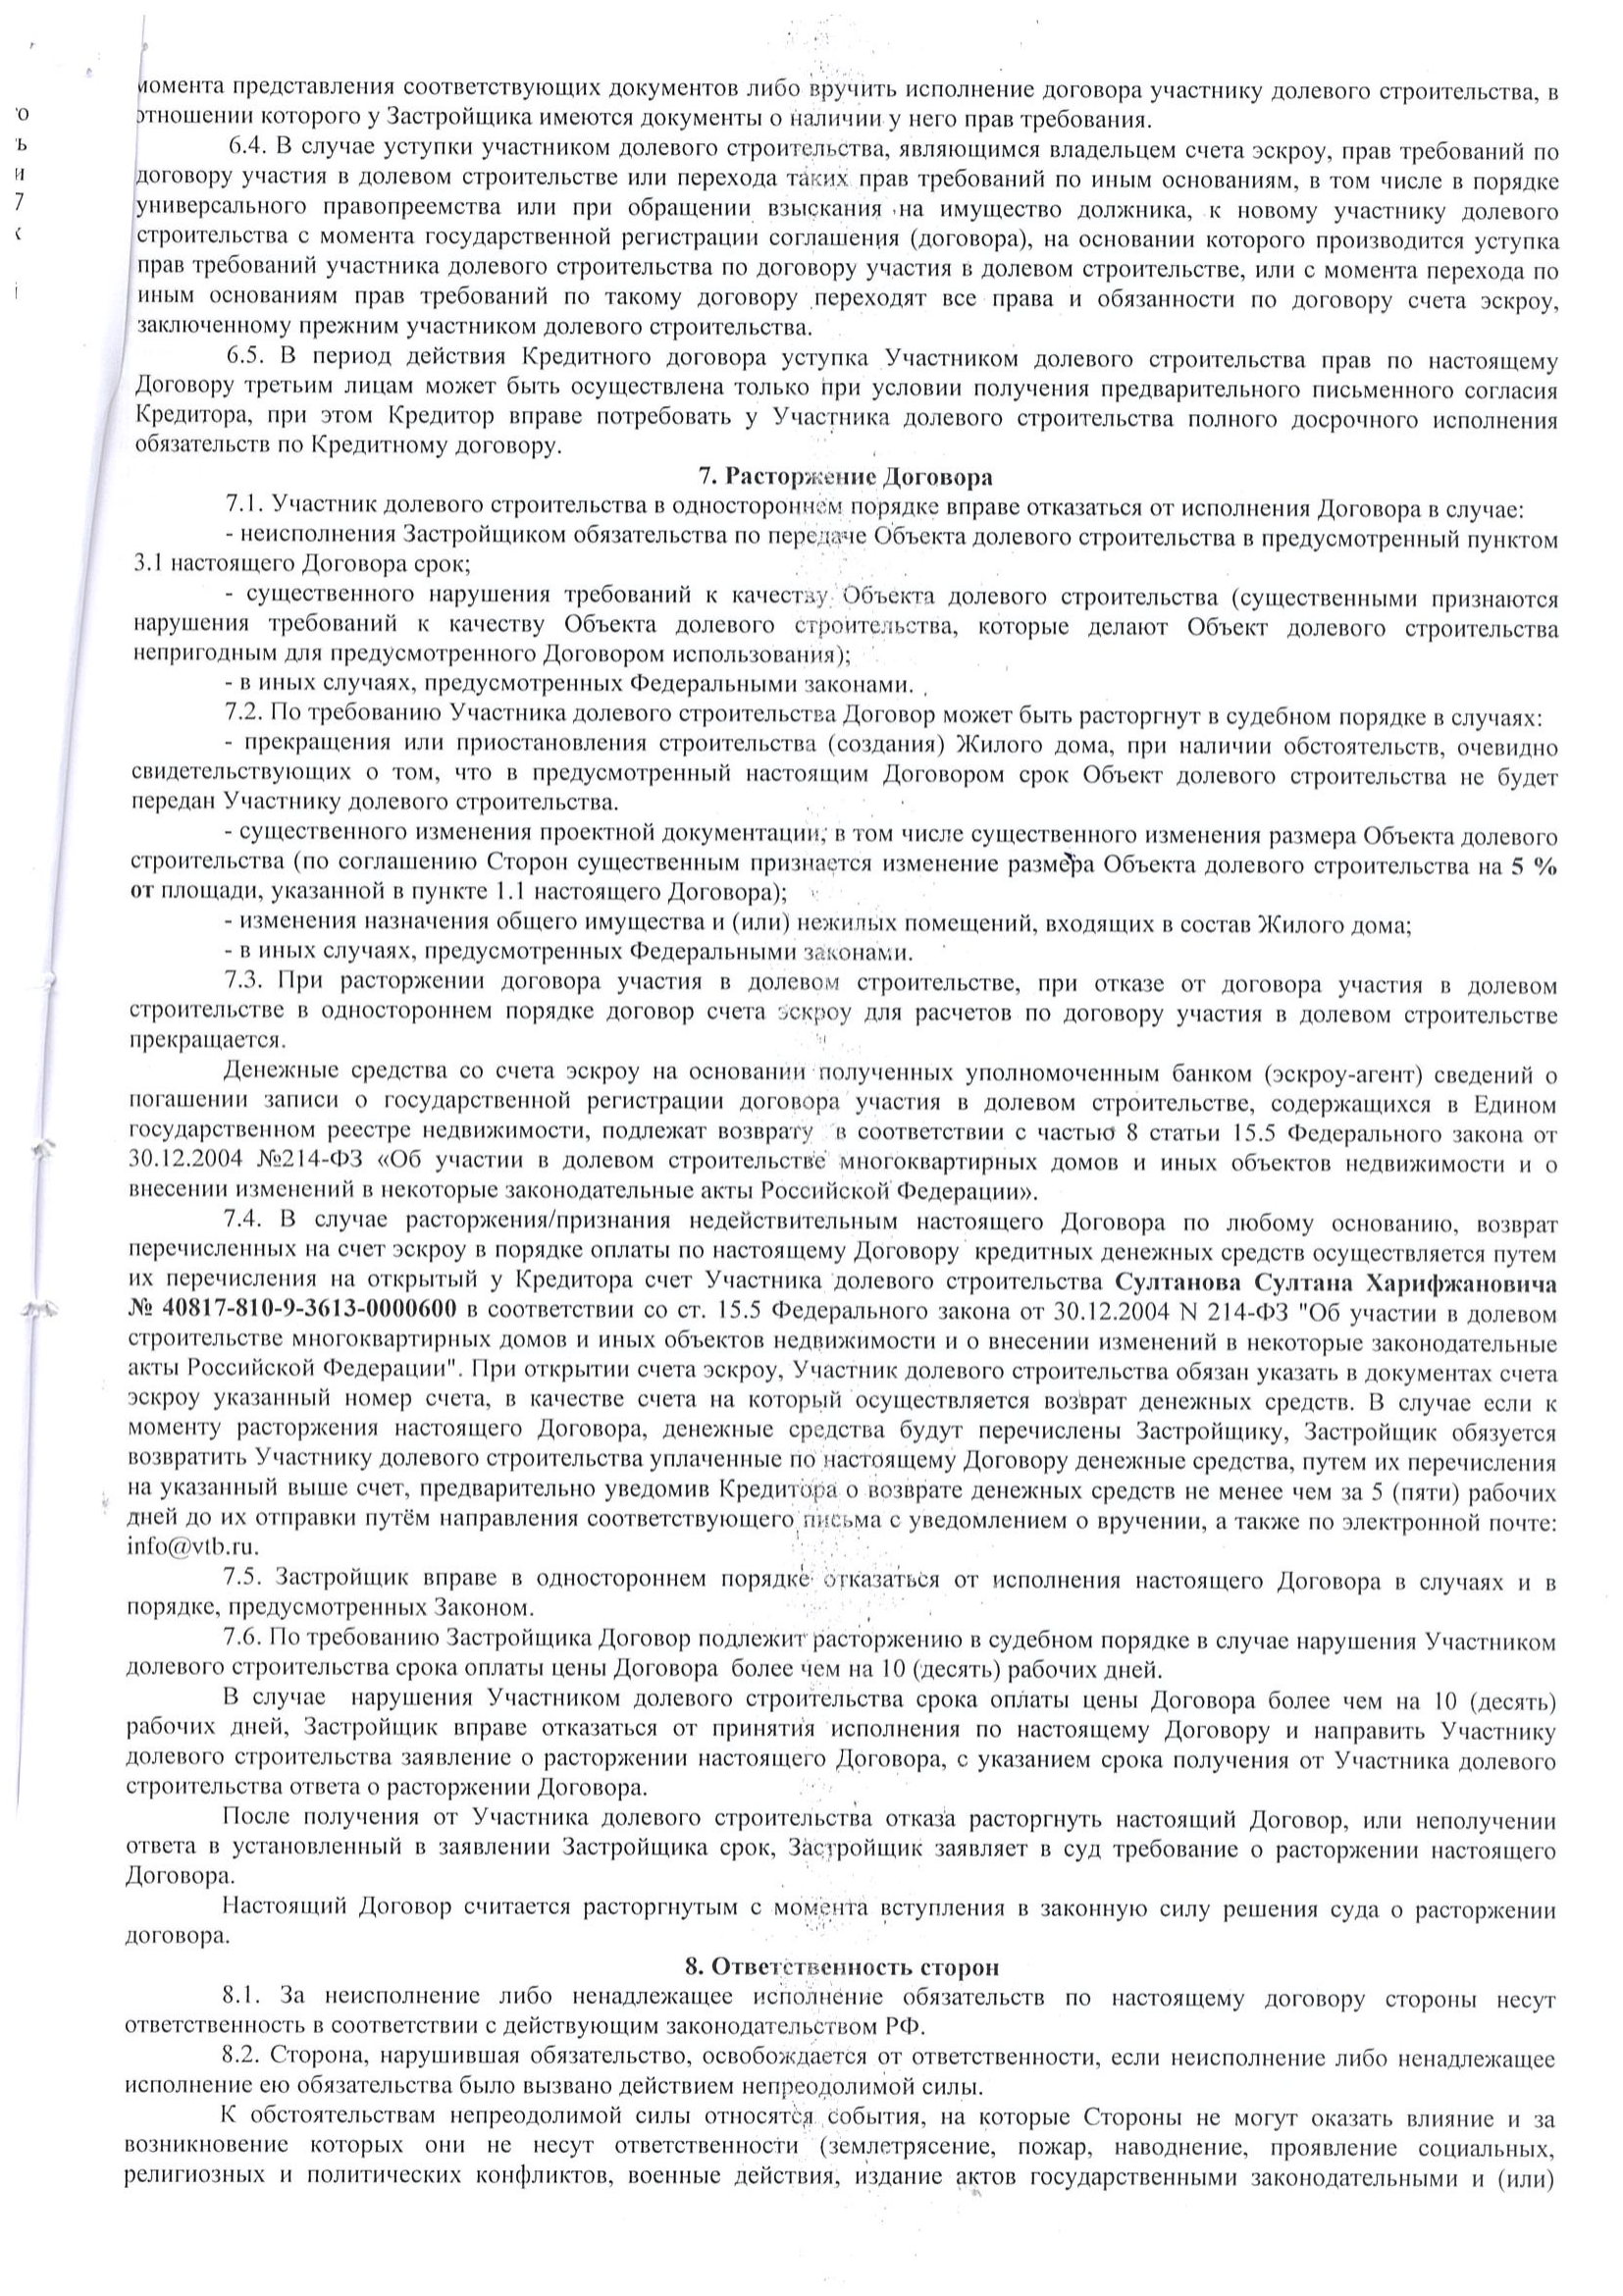 момента представления соответствующих документов либо вручить исполнение договора участнику долевого строительства, в
отношении которого у Застройщика имеются документы о наличии у него прав требования.
6.4. В случае уступки участником долевого строительства, являющимся владельцем счета эскроу, прав требований по
договору участия в долевом строительстве или перехода таких прав требований по иным основаниям, в том числе в порядке
универсального правопреемства или при обращении взыскания на имущество должника, к новому участнику долевого
строительства с момента государственной регистрации соглашения (договора), на основании которого производится уступка
прав требований участника долевого строительства по договору участия в долевом строительстве, или с момента перехода по
иным основаниям прав требований по такому договору переходят все права и обязанности по договору счета эскроу,
заключенному прежним участником долевого строительства.
6.5. В период действия Кредитного договора уступка Участником долевого строительства прав по настоящему
Договору третьим лицам может быть осуществлена только при условии получения предварительного письменного согласия
Кредитора, при этом Кредитор вправе потребовать у Участника долевого строительства полного досрочного исполнения
обязательств по Кредитному договору.
7. Расторжение Договора
7.1. Участник долевого строительства в одностороннем порядке вправе отказаться от исполнения Договора в случае:
- неисполнения Застройщиком обязательства по передаче Объекта долевого строительства в предусмотренный пунктом
3.1 настоящего Договора срок;
- существенного нарушения требований к качеству Объекта долевого строительства (существенными признаются
нарушения требований к качеству Объекта долевого строительства, которые делают Объект долевого строительства
непригодным для предусмотренного Договором использования);
- в иных случаях, предусмотренных Федеральными законами.
7.2. По требованию Участника долевого строительства Договор может быть расторгнут в судебном порядке в случаях:
- прекращения или приостановления строительства (создания) Жилого дома, при наличии обстоятельств, очевидно
свидетельствующих о том, что в предусмотренный настоящим Договором срок Объект долевого строительства не будет
передан Участнику долевого строительства.
- существенного изменения проектной документации, в том числе существенного изменения размера Объекта долевого
строительства (по соглашению Сторон существенным признается изменение размера Объекта долевого строительства на 5 %
от площади, указанной в пункте 1.1 настоящего Договора);
- изменения назначения общего имущества и (или) нежилых помещений, входящих в состав Жилого дома;
- в иных случаях, предусмотренных Федеральными законами.
7.3. При расторжении договора участия в долевом строительстве, при отказе от договора участия в долевом
строительстве в одностороннем порядке договор счета эскроу для расчетов по договору участия в долевом строительстве
прекращается.
Денежные средства со счета эскроу на основании полученных уполномоченным банком (эскроу-агент) сведений о
погашении записи о государственной регистрации договора участия в долевом строительстве, содержащихся в Едином
государственном реестре недвижимости, подлежат возврату в соответствии с частью 8 статьи 15.5 Федерального закона от
30.12.2004 №214-ФЗ «Об участии в долевом строительстве многоквартирных домов и иных объектов недвижимости и о
внесении изменений в некоторые законодательные акты Российской Федерации».
7.4. В случае расторжения/признания недействительным настоящего Договора по любому основанию, возврат
перечисленных на счет эскроу в порядке оплаты по настоящему Договору кредитных денежных средств осуществляется путем
их перечисления на открытый у Кредитора счет Участника долевого строительства Султанова Султана Харифжановича
№ 40817-810-9-3613-0000600 в соответствии со ст. 15.5 Федерального закона от 30.12.2004 N 214-ФЗ "Об участии в долевом
строительстве многоквартирных домов и иных объектов недвижимости и о внесении изменений в некоторые законодательные
акты Российской Федерации". При открытии счета эскроу, Участник долевого строительства обязан указать в документах счета
эскроу указанный номер счета, в качестве счета на который осуществляется возврат денежных средств. В случае если к
моменту расторжения настоящего Договора, денежные средства будут перечислены Застройщику, Застройщик обязуется
возвратить Участнику долевого строительства уплаченные по настоящему Договору денежные средства, путем их перечисления
на указанный выше счет, предварительно уведомив Кредитора о возврате денежных средств не менее чем за 5 (пяти) рабочих
дней до их отправки путём направления соответствующего письма с уведомлением о вручении, а также по электронной почте:
info@vtb.ru.
7.5. Застройщик вправе в одностороннем порядке отказаться от исполнения настоящего Договора в случаях и в
порядке, предусмотренных Законом.
7.6. По требованию Застройщика Договор подлежит расторжению в судебном порядке в случае нарушения Участником
долевого строительства срока оплаты цены Договора более чем на 10 (десять) рабочих дней.
В случае нарушения Участником долевого строительства срока оплаты цены Договора более чем на 10 (десять)
рабочих дней, Застройщик вправе отказаться от принятия исполнения по настоящему Договору и направить Участнику
долевого строительства заявление о расторжении настоящего Договора, с указанием срока получения от Участника долевого
строительства ответа о расторжении Договора.
После получения от Участника долевого строительства отказа расторгнуть настоящий Договор, или неполучении
ответа в установленный в заявлении Застройщика срок, Застройщик заявляет в суд требование о расторжении настоящего
Договора.
Настоящий Договор считается расторгнутым с момента вступления в законную силу решения суда о расторжении
договора.
8. Ответственность сторон
8.1. За неисполнение либо ненадлежащее исполнение обязательств по настоящему договору стороны несут
ответственность в соответствии с действующим законодательством РФ.
8.2. Сторона, нарушившая обязательство, освобождается от ответственности, если неисполнение либо ненадлежащее
исполнение ею обязательства было вызвано действием непреодолимой силы.
К обстоятельствам непреодолимой силы относятся события, на которые Стороны не могут оказать влияние и за
возникновение которых они не несут ответственности (землетрясение, пожар, наводнение, проявление социальных,
религиозных и политических конфликтов, военные действия, издание актов государственными законодательными и (или)